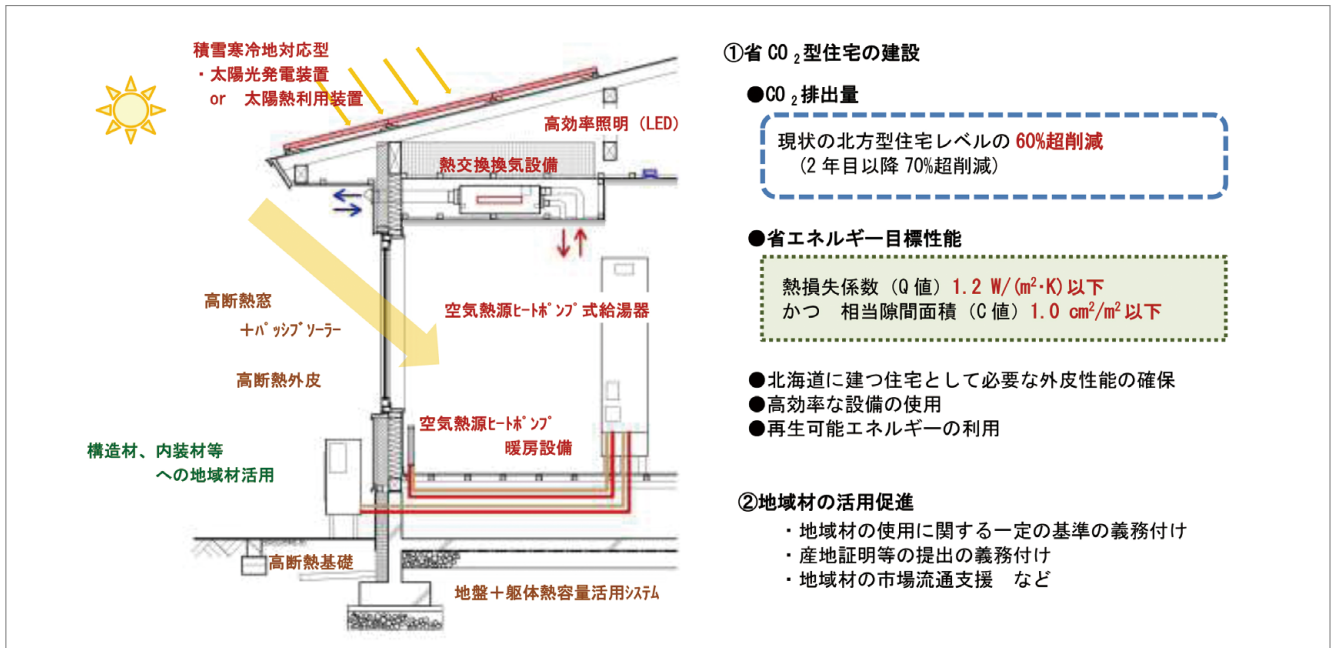 積雪寒冷地対応型
・太陽光発電装置
or 太陽熱利用装置
高効率照明（LED）
熱交換換気設備
高断熱窓
＋ﾊﾟｯｼﾌﾞｿｰﾗｰ
空気熱源ﾋｰﾄﾎﾟﾝﾌﾟ式給湯器
高断熱外皮
空気熱源ﾋｰﾄﾎﾟﾝﾌﾟ
暖房設備
構造材、内装材等
への地域材活用
高断熱基礎
地盤＋躯体熱容量活用ｼｽﾃﾑ
①省 CO₂型住宅の建設
●CO₂排出量
現状の北方型住宅レベルの 60%超削減
（2 年目以降 70%超削減）
●省エネルギー目標性能
熱損失係数（Q 値）1.2 W/(m²･K)以下
かつ　相当隙間面積（C 値）1.0 cm²/m²以下
●北海道に建つ住宅として必要な外皮性能の確保
●高効率な設備の使用
●再生可能エネルギーの利用
②地域材の活用促進
・地域材の使用に関する一定の基準の義務付け
・産地証明等の提出の義務付け
・地域材の市場流通支援　など